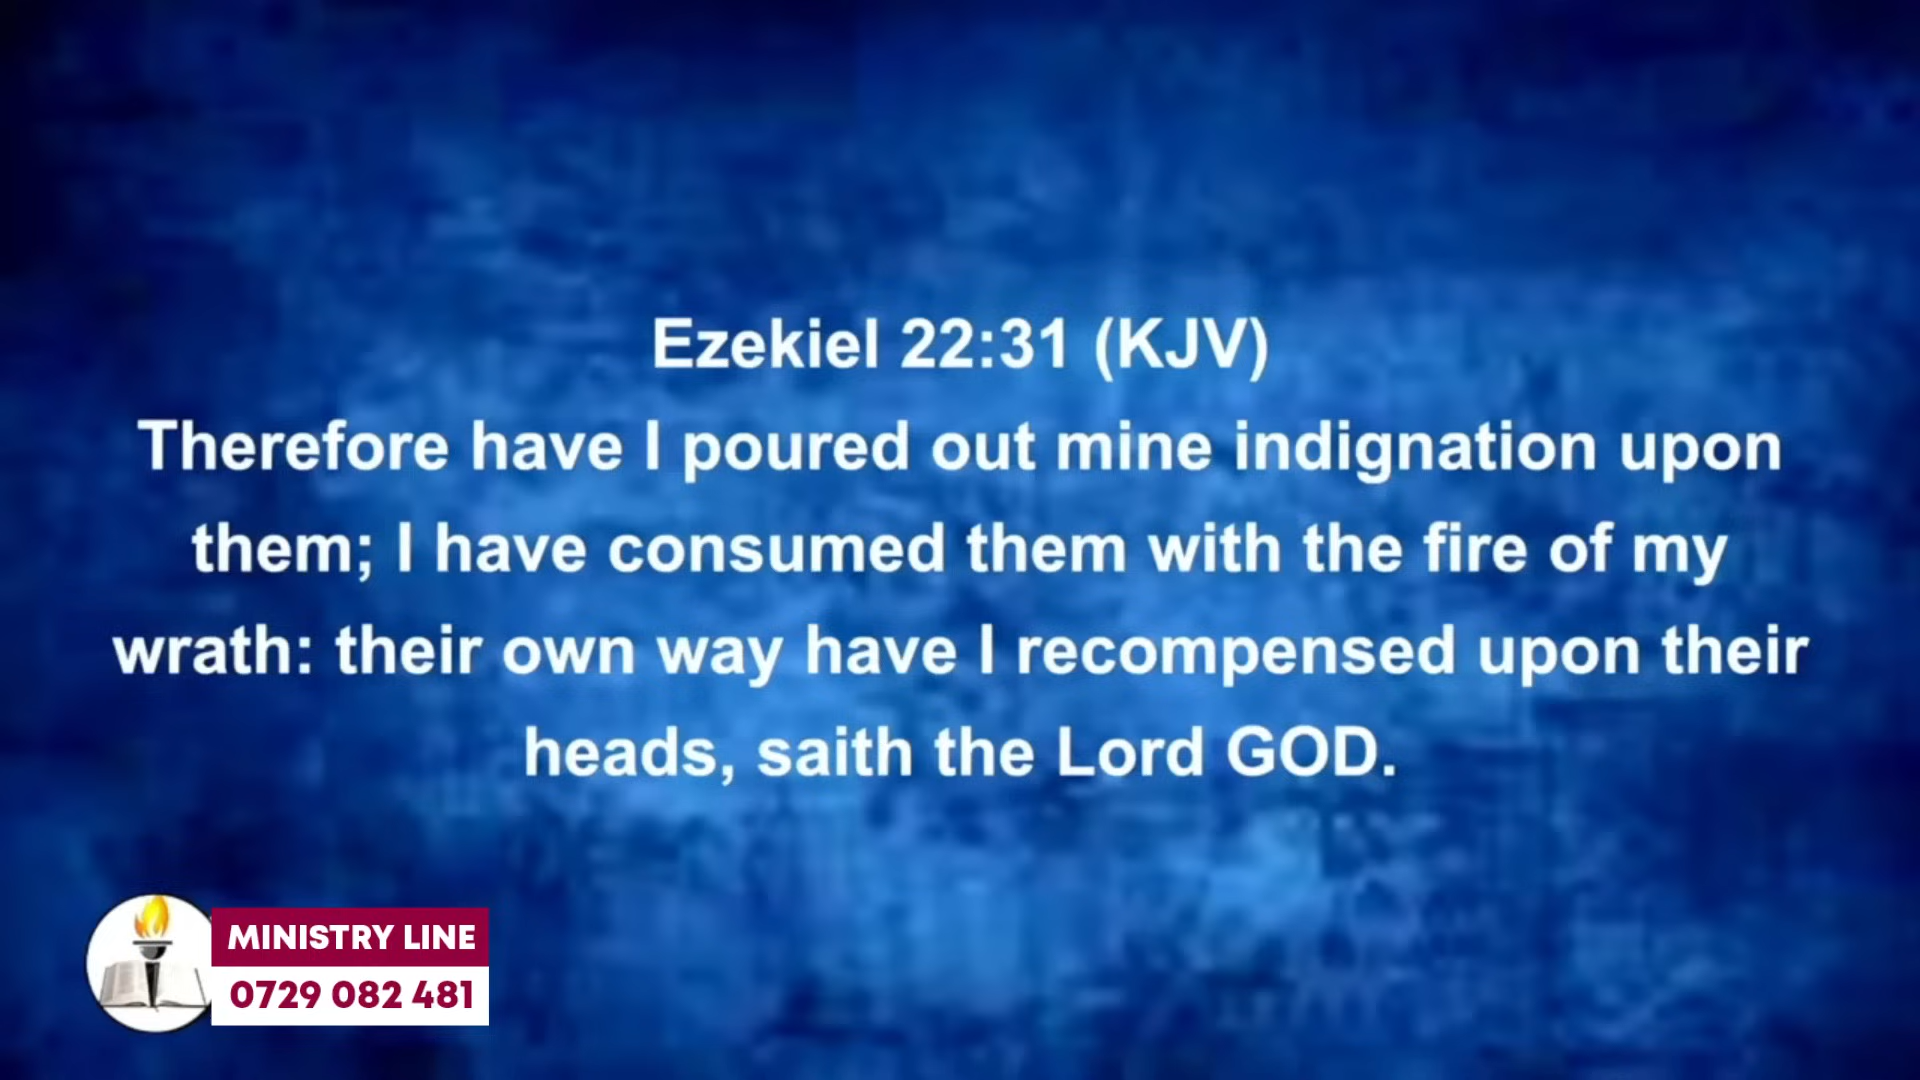 Ezekiel 22:31 (KJV)
Therefore have I poured out mine indignation upon
them; I have consumed them with the fire of my
wrath: their own way have I recompensed upon their
heads, saith the Lord GOD.
MINISTRY LINE
0729 082 481